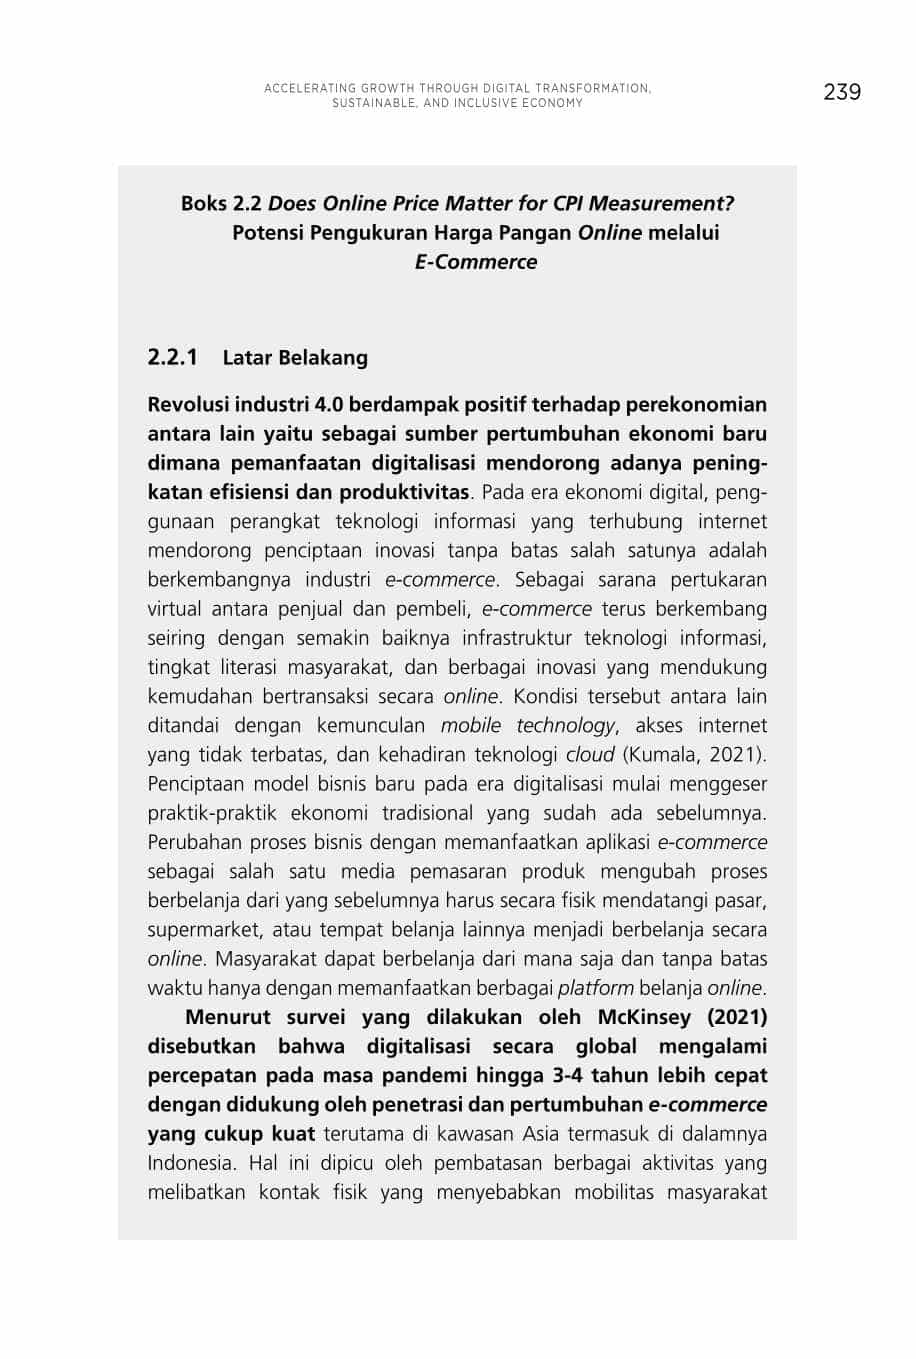 ACCELERATING GROWTH THROUGH DIGITAL TRANSFORMATION,
SUSTAINABLE, AND INCLUSIVE ECONOMY
239
Boks 2.2 Does Online Price Matter for CPI Measurement?
Potensi Pengukuran Harga Pangan Online melalui
E-Commerce
2.2.1 Latar Belakang
Revolusi industri 4.0 berdampak positif terhadap perekonomian
antara lain yaitu sebagai sumber pertumbuhan ekonomi baru
dimana pemanfaatan digitalisasi mendorong adanya pening-
katan efisiensi dan produktivitas. Pada era ekonomi digital, peng-
gunaan perangkat teknologi informasi yang terhubung internet
mendorong penciptaan inovasi tanpa batas salah satunya adalah
berkembangnya industri e-commerce. Sebagai sarana pertukaran
virtual antara penjual dan pembeli, e-commerce terus berkembang
seiring dengan semakin baiknya infrastruktur teknologi informasi,
tingkat literasi masyarakat, dan berbagai inovasi yang mendukung
kemudahan bertransaksi secara online. Kondisi tersebut antara lain
ditandai dengan kemunculan mobile technology, akses internet
yang tidak terbatas, dan kehadiran teknologi cloud (Kumala, 2021).
Penciptaan model bisnis baru pada era digitalisasi mulai menggeser
praktik-praktik ekonomi tradisional yang sudah ada sebelumnya.
Perubahan proses bisnis dengan memanfaatkan aplikasi e-commerce
sebagai salah satu media pemasaran produk mengubah proses
berbelanja dari yang sebelumnya harus secara fisik mendatangi pasar,
supermarket, atau tempat belanja lainnya menjadi berbelanja secara
online. Masyarakat dapat berbelanja dari mana saja dan tanpa batas
waktu hanya dengan memanfaatkan berbagai platform belanja online.
Menurut survei yang dilakukan oleh McKinsey (2021)
disebutkan bahwa digitalisasi secara global mengalami
percepatan pada masa pandemi hingga 3-4 tahun lebih cepat
dengan didukung oleh penetrasi dan pertumbuhan e-commerce
yang cukup kuat terutama di kawasan Asia termasuk di dalamnya
Indonesia. Hal ini dipicu oleh pembatasan berbagai aktivitas yang
melibatkan kontak fisik yang menyebabkan mobilitas masyarakat